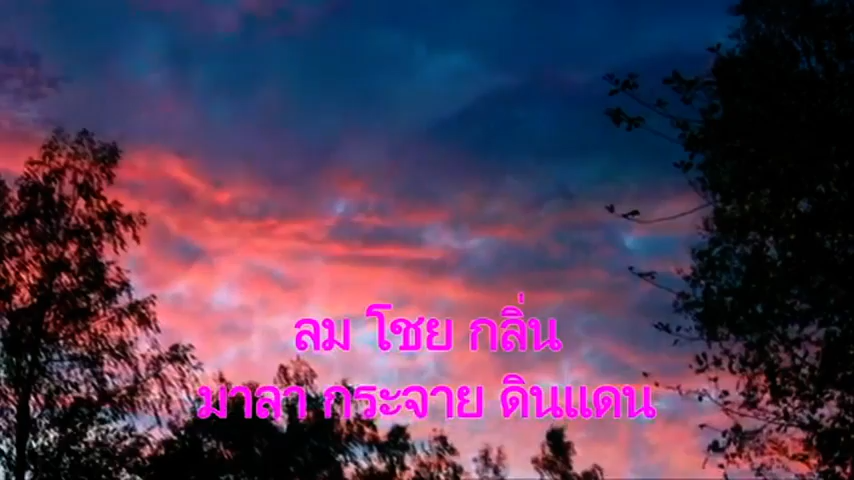 ลม โชย กลิ่น
มาลา กระจาย ดินแดน